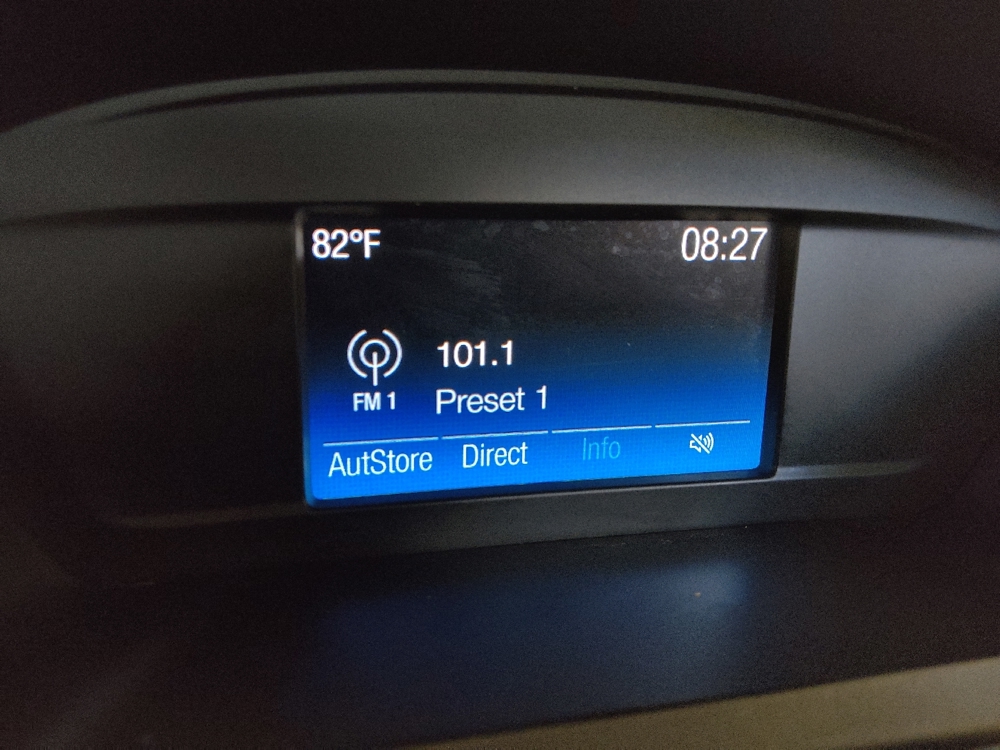 82°F 08:27
101.1
FM 1 Preset 1
AutStore Direct Info